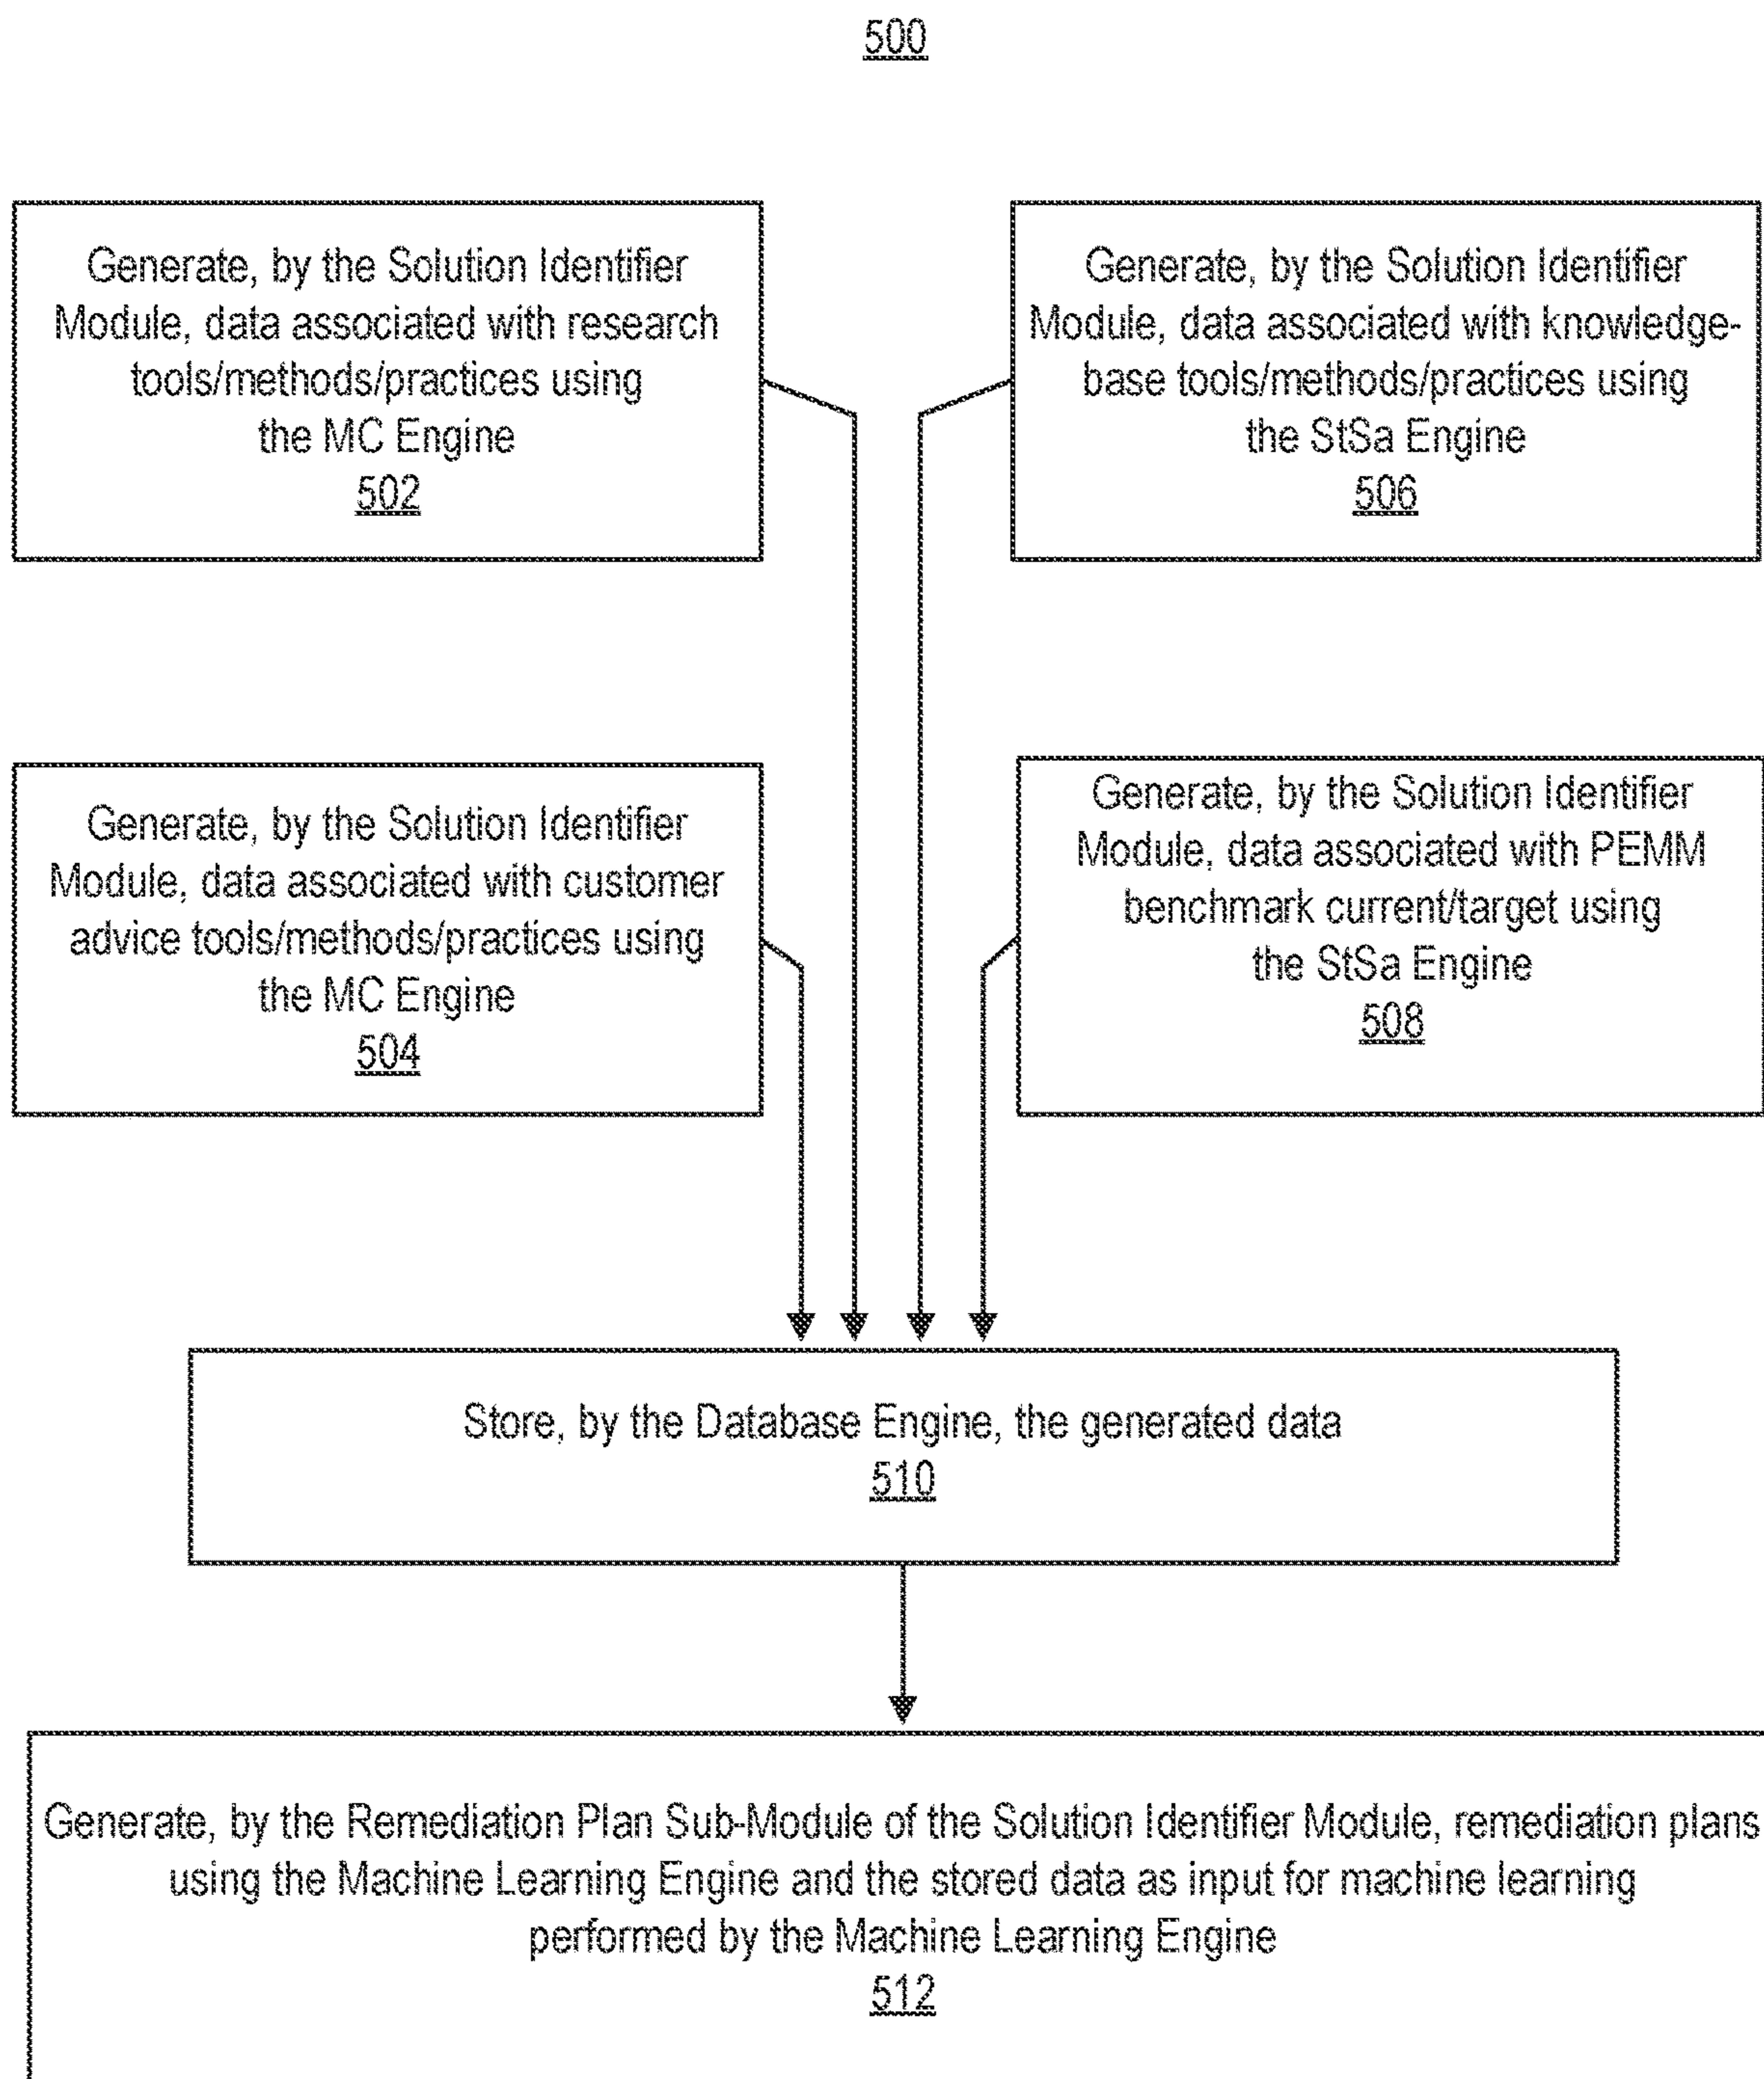 500
Generate, by the Solution Identifier
Module, data associated with research
tools/methods/practices using
the MC Engine
502
Generate, by the Solution Identifier
Module, data associated with knowledge-
base tools/methods/practices using
the StSa Engine
506
Generate, by the Solution Identifier
Module, data associated with customer
advice tools/methods/practices using
the MC Engine
504
Generate, by the Solution Identifier
Module, data associated with PEMM
benchmark current/target using
the StSa Engine
508
Store, by the Database Engine, the generated data
510
Generate, by the Remediation Plan Sub-Module of the Solution Identifier Module, remediation plans
using the Machine Learning Engine and the stored data as input for machine learning
performed by the Machine Learning Engine
512